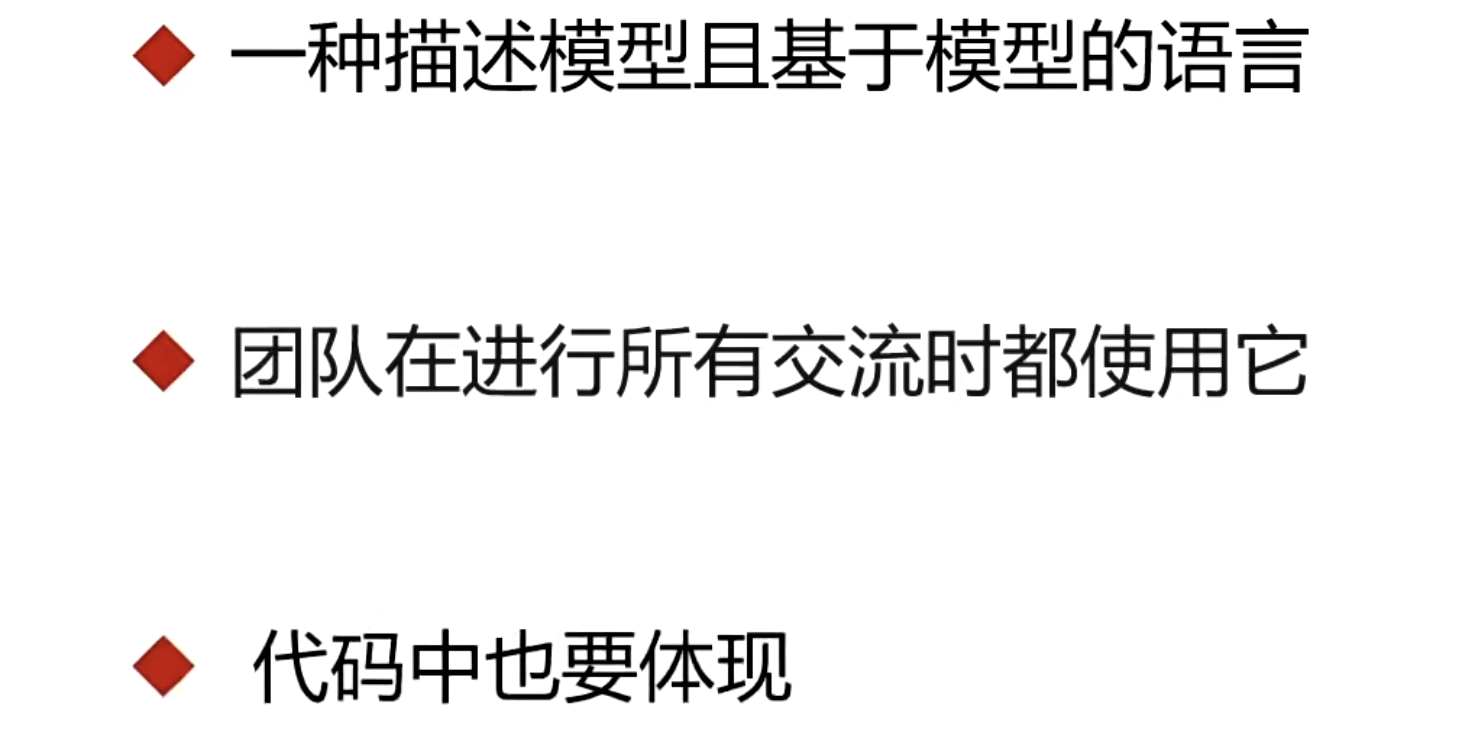 一种描述模型且基于模型的语言
团队在进行所有交流时都使用它
代码中也要体现